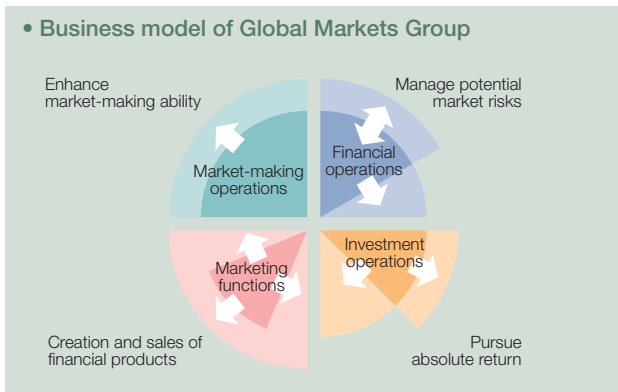 • Business model of Global Markets Group
Enhance
market-making ability
Manage potential
market risks
Market-making
operations
Financial
operations
Marketing
functions
Investment
operations
Creation and sales of
financial products
Pursue
absolute return